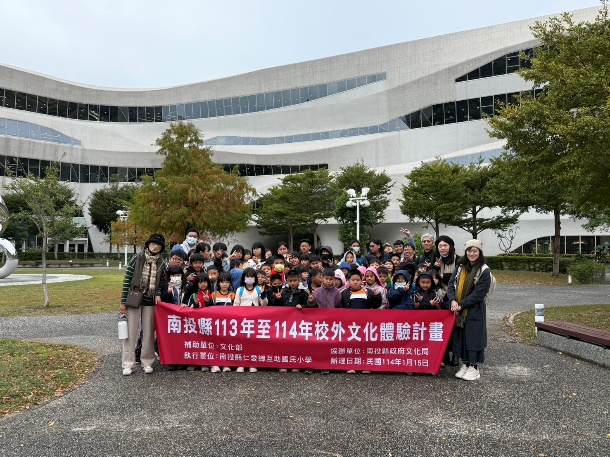 南投縣113年至114年校外文化體驗計畫
補助單位：文化部 協辦單位：南投縣政府文化局
執行單位：南投縣仁愛鄉互助國民小學 辦理日期：民國114年1月15日